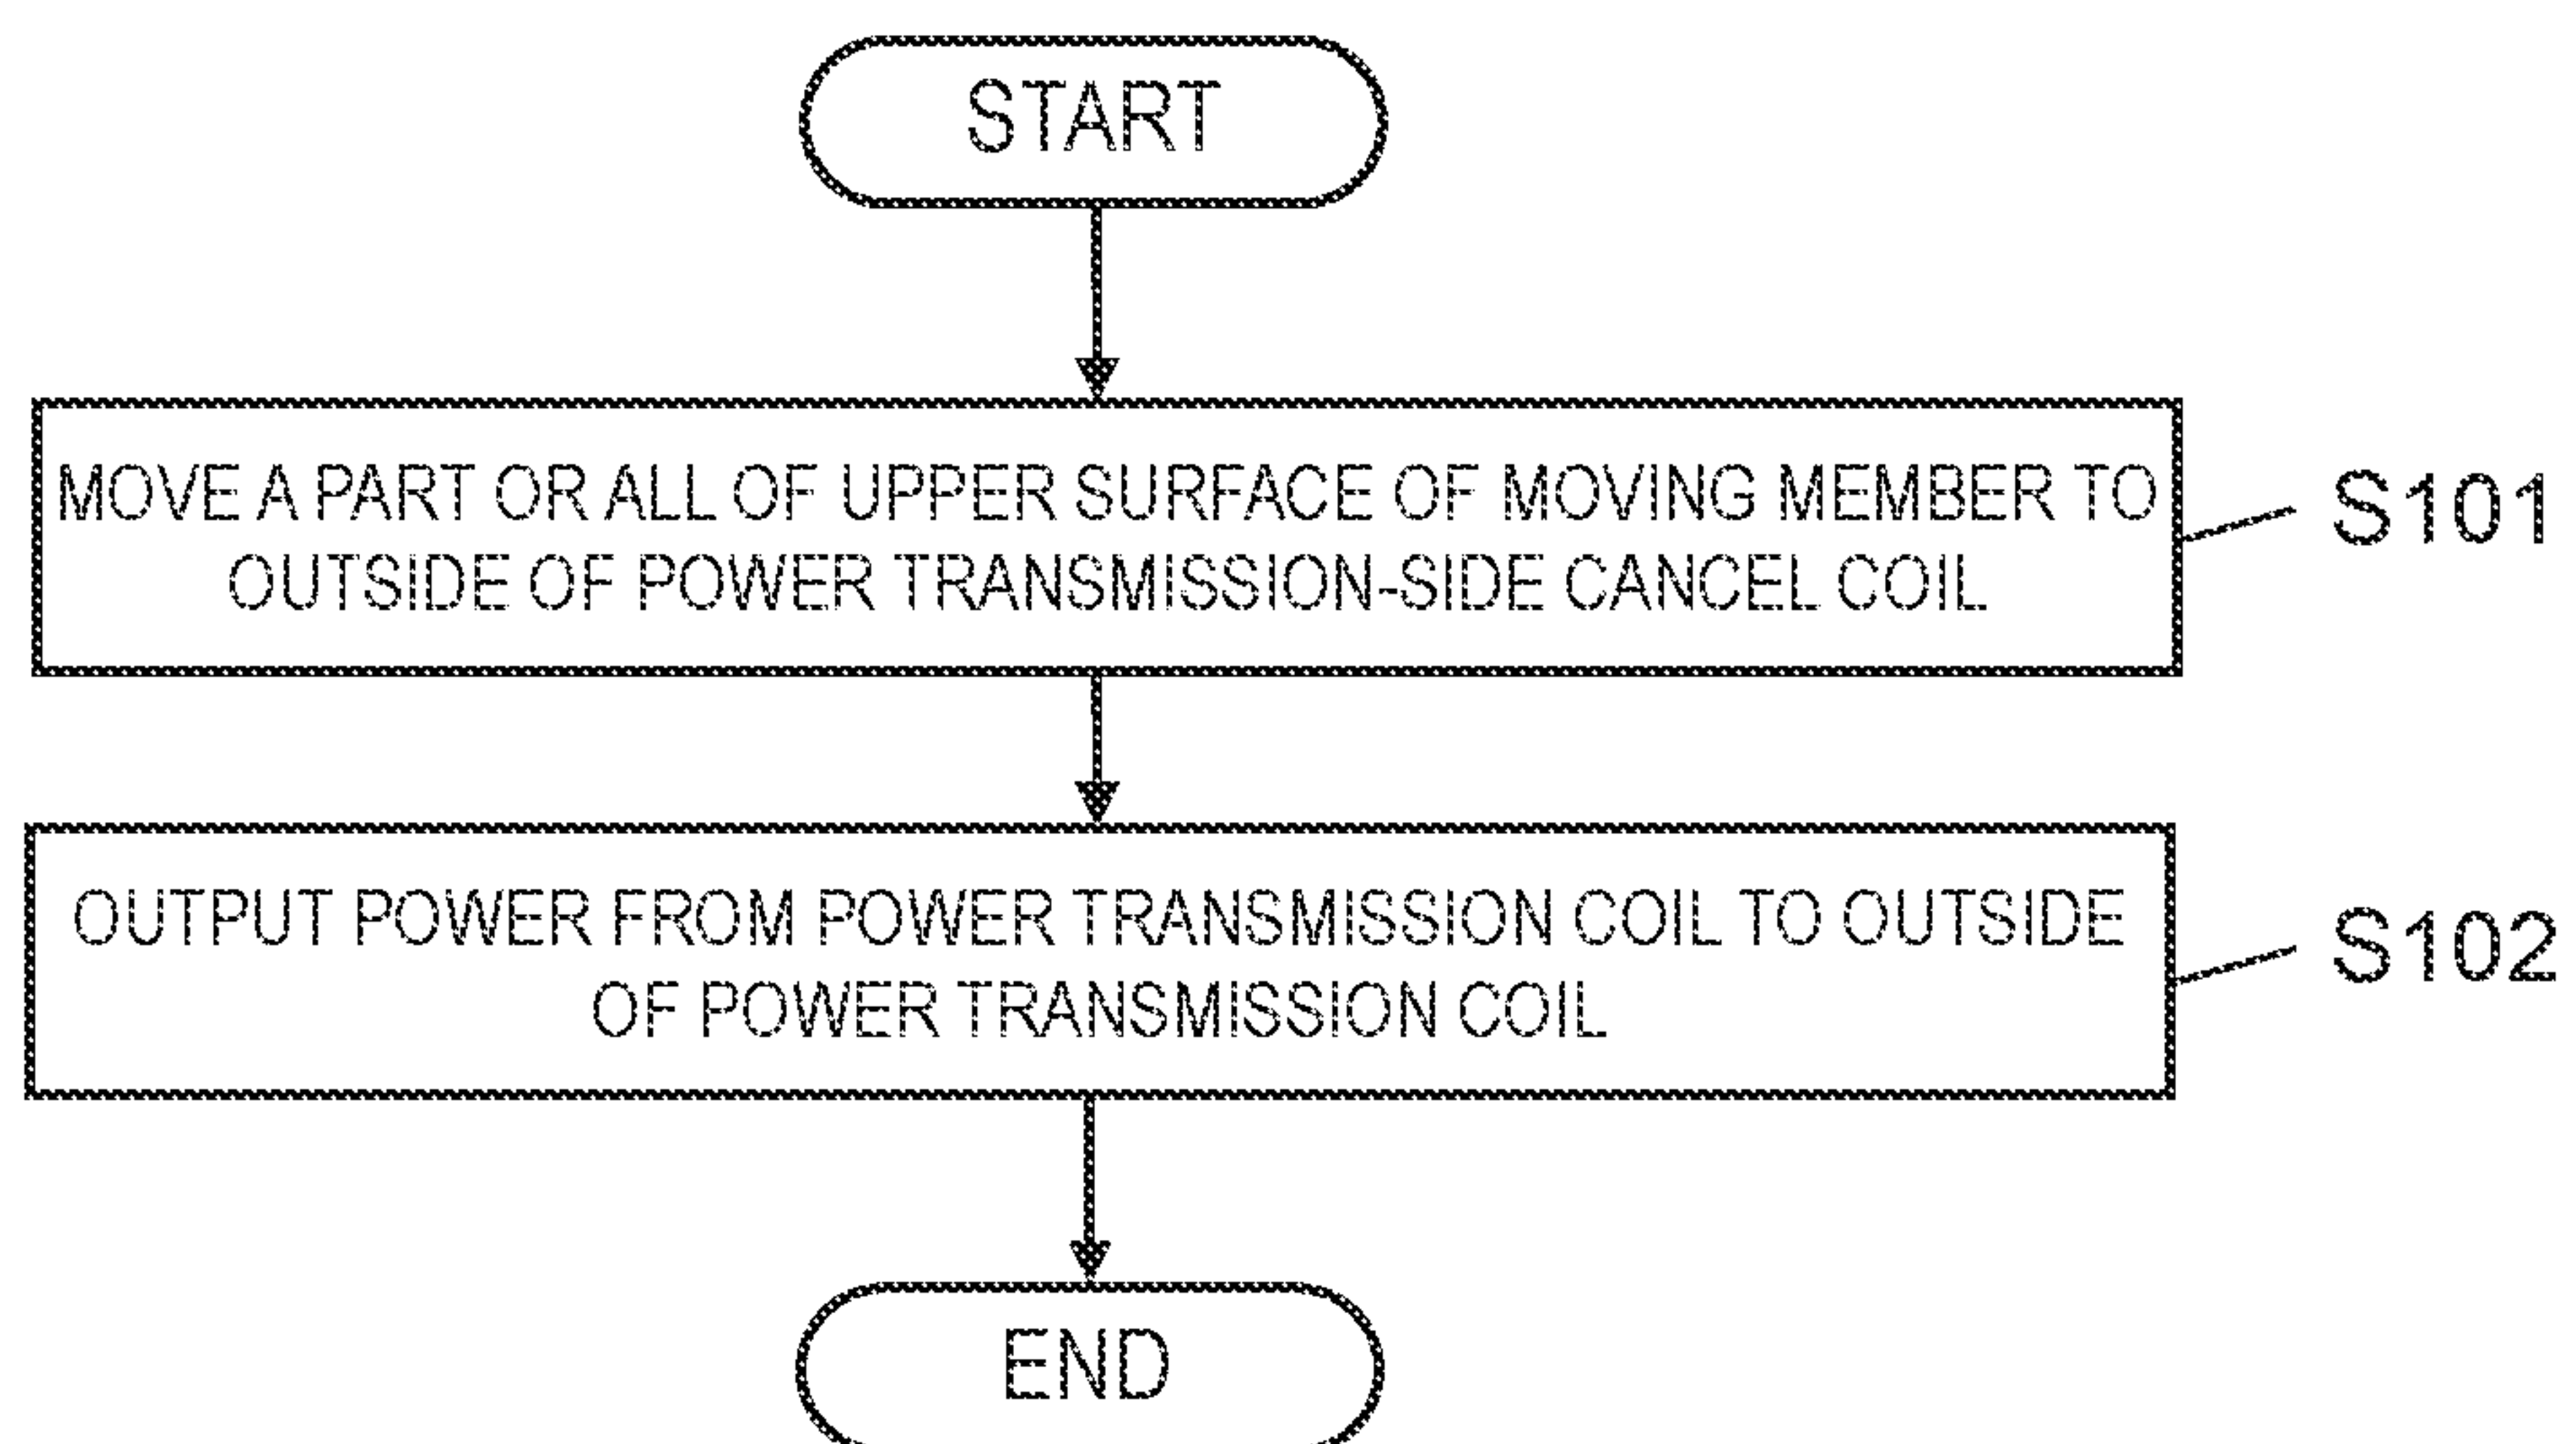 START
MOVE A PART OR ALL OF UPPER SURFACE OF MOVING MEMBER TO
OUTSIDE OF POWER TRANSMISSION-SIDE CANCEL COIL
S101
OUTPUT POWER FROM POWER TRANSMISSION COIL TO OUTSIDE
OF POWER TRANSMISSION COIL
S102
END